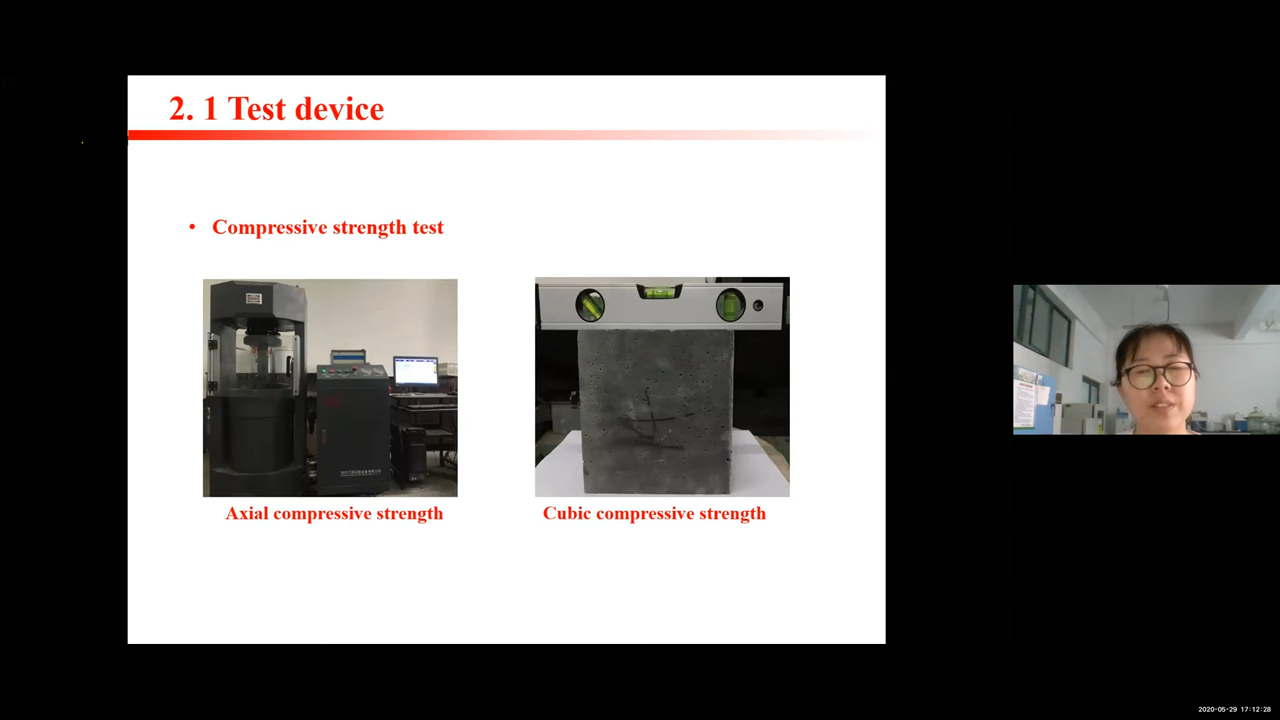 2. 1 Test device
• Compressive strength test
Axial compressive strength
Cubic compressive strength
2020-05-29 17:12:28